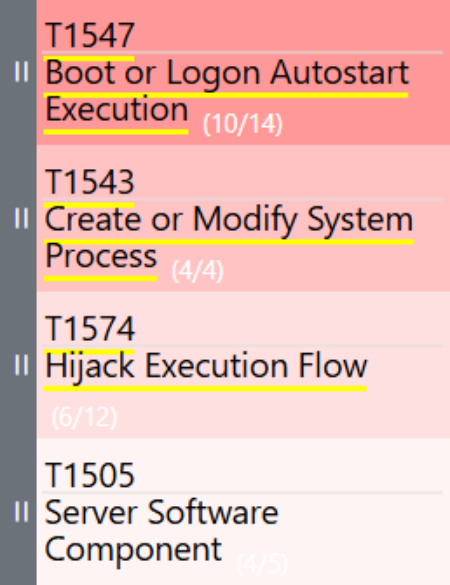 T1547
Boot or Logon Autostart
Execution (10/14)
T1543
Create or Modify System
Process (4/4)
T1574
Hijack Execution Flow
(6/12)
T1505
Server Software
Component (4/5)